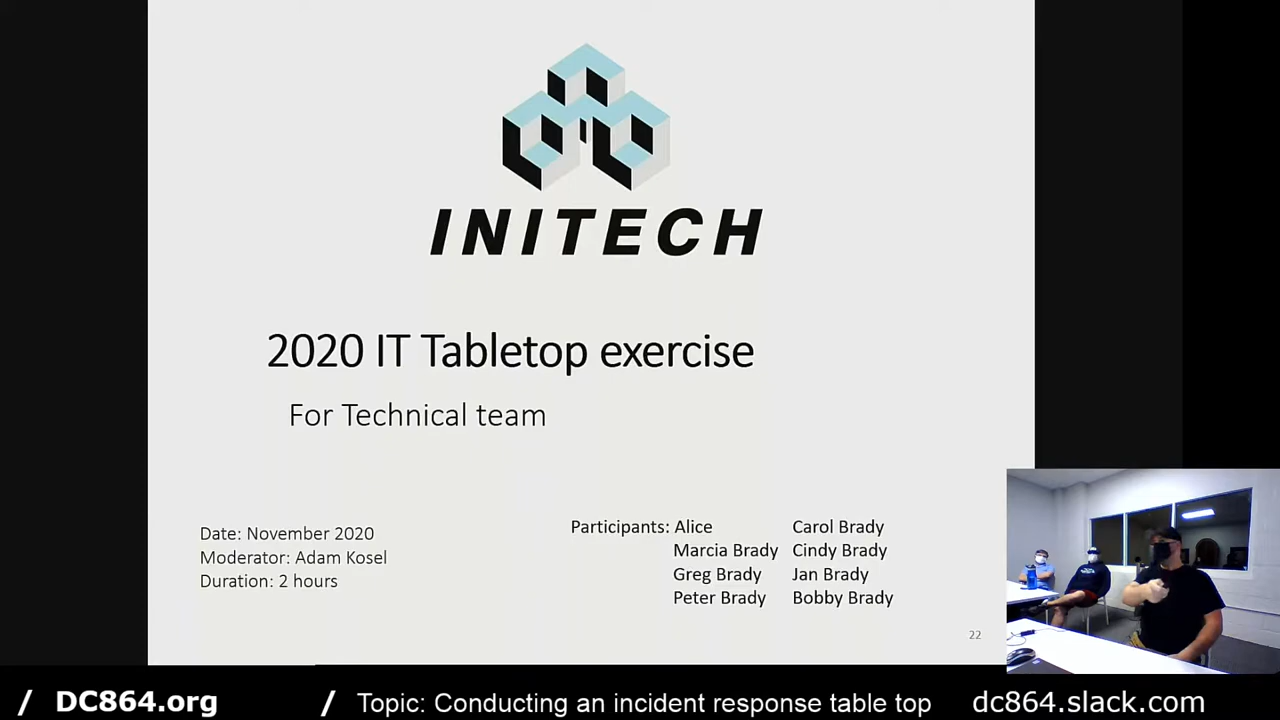 INITECH
2020 IT Tabletop exercise
For Technical team
Date: November 2020
Moderator: Adam Kosel
Duration: 2 hours
Participants: Alice
Marcia Brady
Greg Brady
Peter Brady
Carol Brady
Cindy Brady
Jan Brady
Bobby Brady
22
/ DC864.org / Topic: Conducting an incident response table top dc864.slack.com